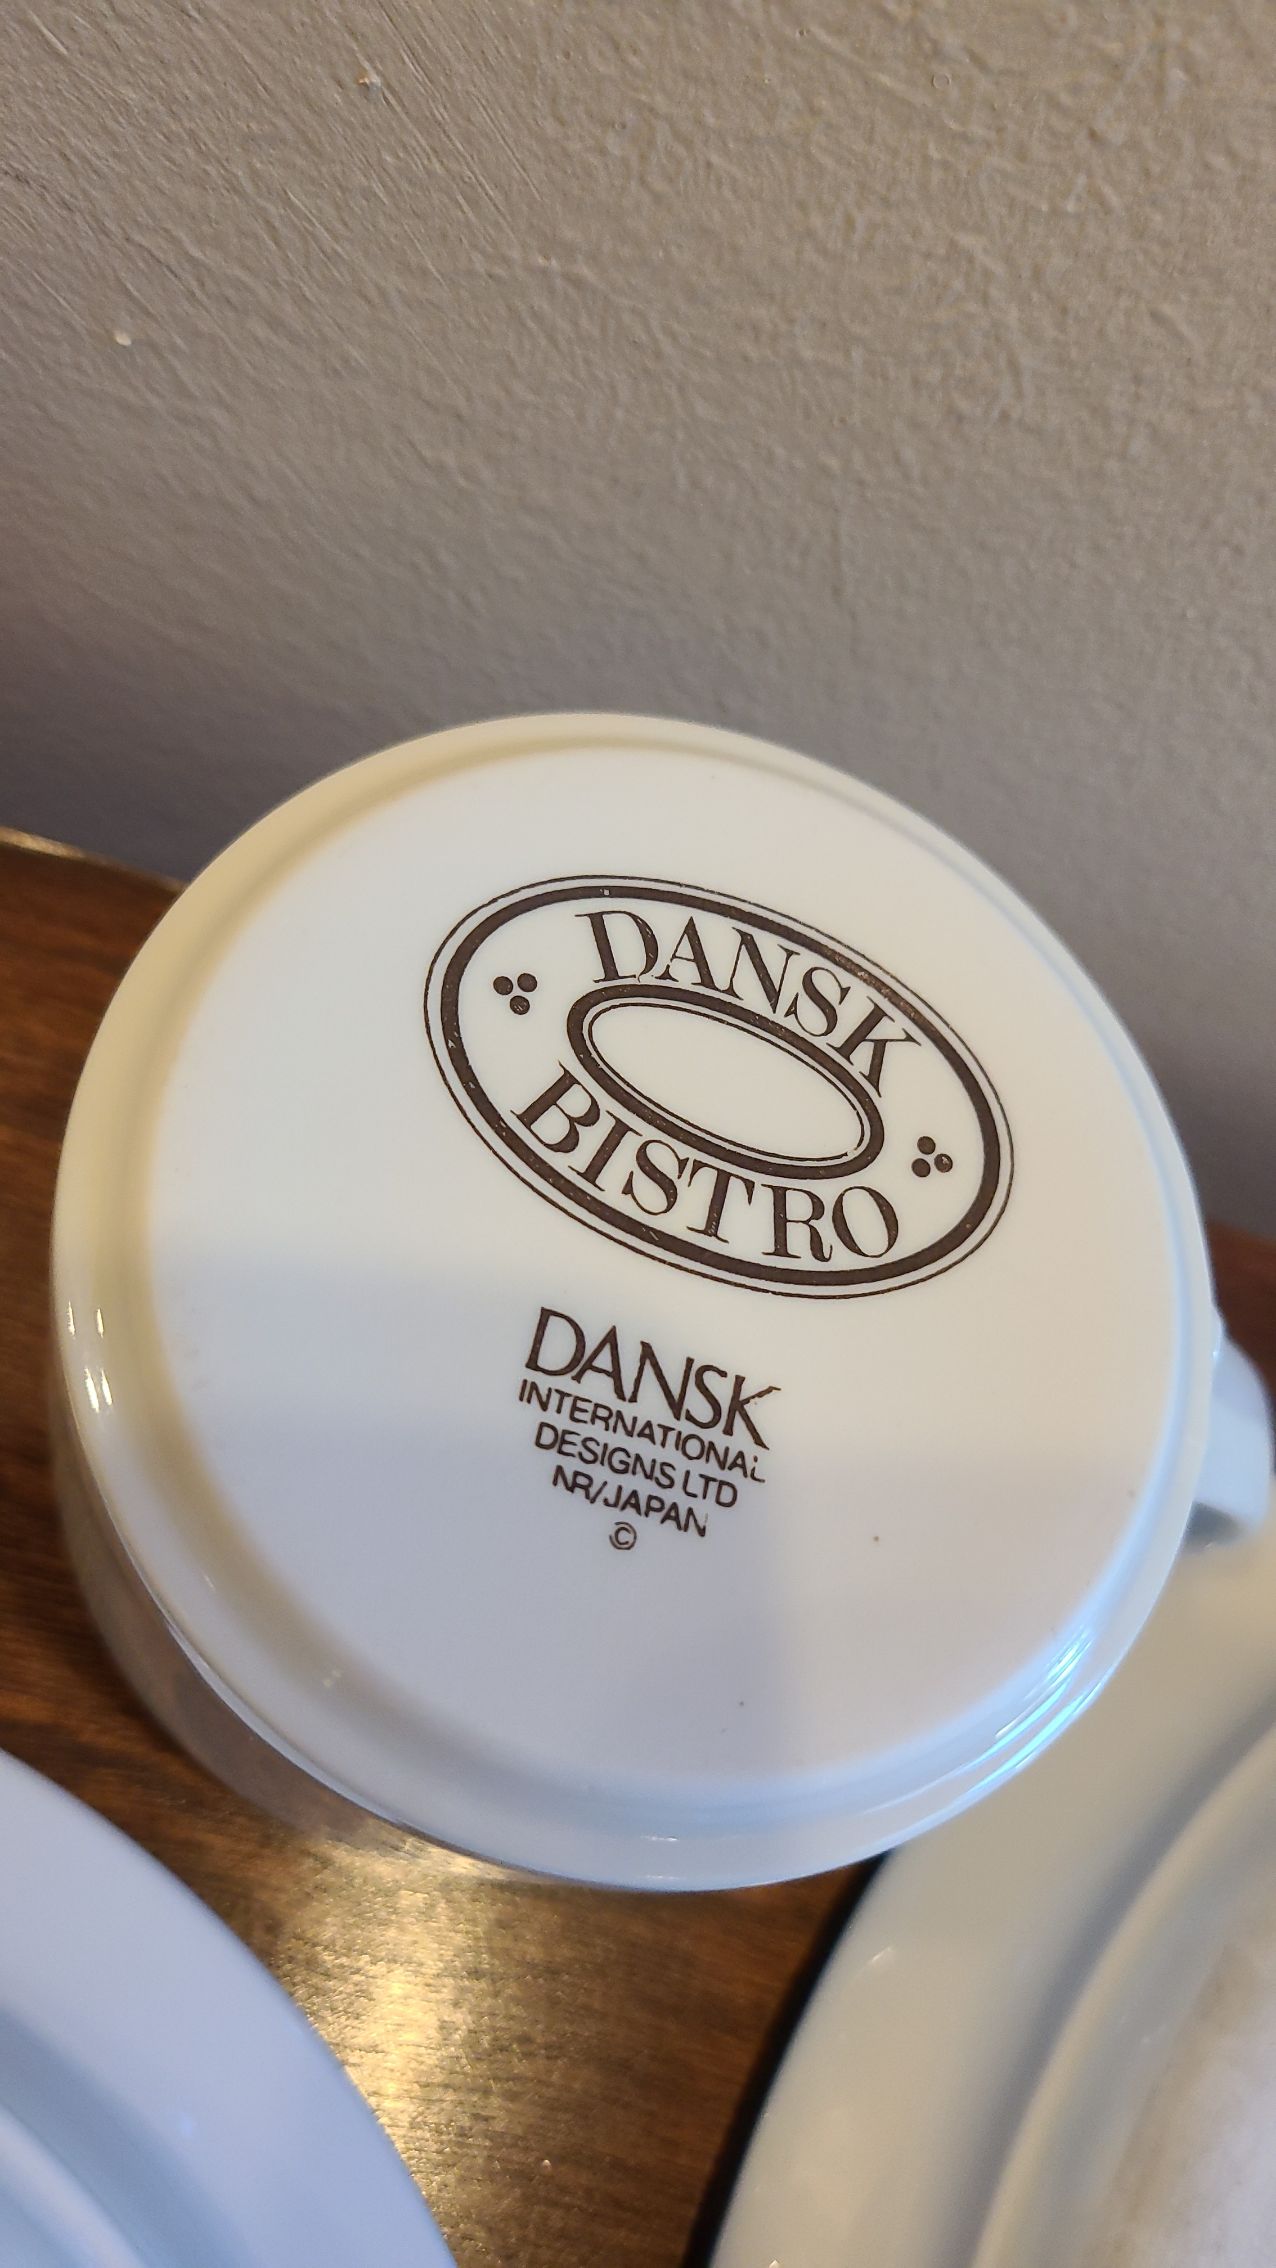 DANSK
BISTRO
DANSK
INTERNATIONAL
DESIGNS LTD
NR/JAPAN
©